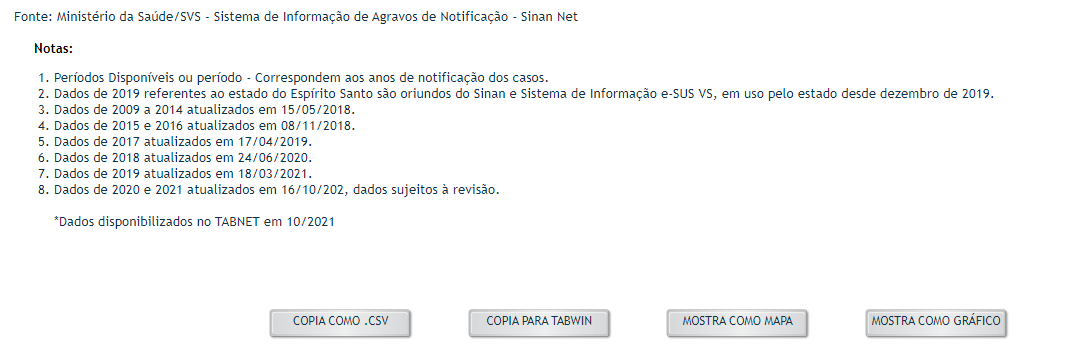 Fonte: Ministério da Saúde/SVS - Sistema de Informação de Agravos de Notificação - Sinan Net
Notas:
1. Períodos Disponíveis ou período - Correspondem aos anos de notificação dos casos.
2. Dados de 2019 referentes ao estado do Espírito Santo são oriundos do Sinan e Sistema de Informação e-SUS VS, em uso pelo estado desde dezembro de 2019.
3. Dados de 2009 a 2014 atualizados em 15/05/2018.
4. Dados de 2015 e 2016 atualizados em 08/11/2018.
5. Dados de 2017 atualizados em 17/04/2019.
6. Dados de 2018 atualizados em 24/06/2020.
7. Dados de 2019 atualizados em 18/03/2021.
8. Dados de 2020 e 2021 atualizados em 16/10/202, dados sujeitos à revisão.
*Dados disponibilizados no TABNET em 10/2021
COPIA COMO .CSV
COPIA PARA TABWIN
MOSTRA COMO MAPA
MOSTRA COMO GRÁFICO